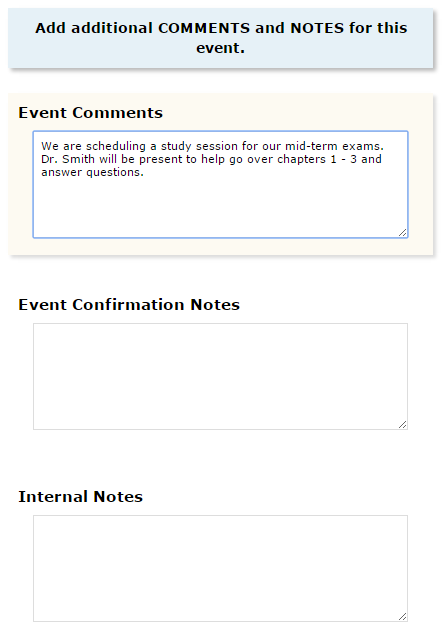 Add additional COMMENTS and NOTES for this
event.
Event Comments
We are scheduling a study session for our mid-term exams.
Dr. Smith will be present to help go over chapters 1 - 3 and
answer questions.
Event Confirmation Notes
Internal Notes